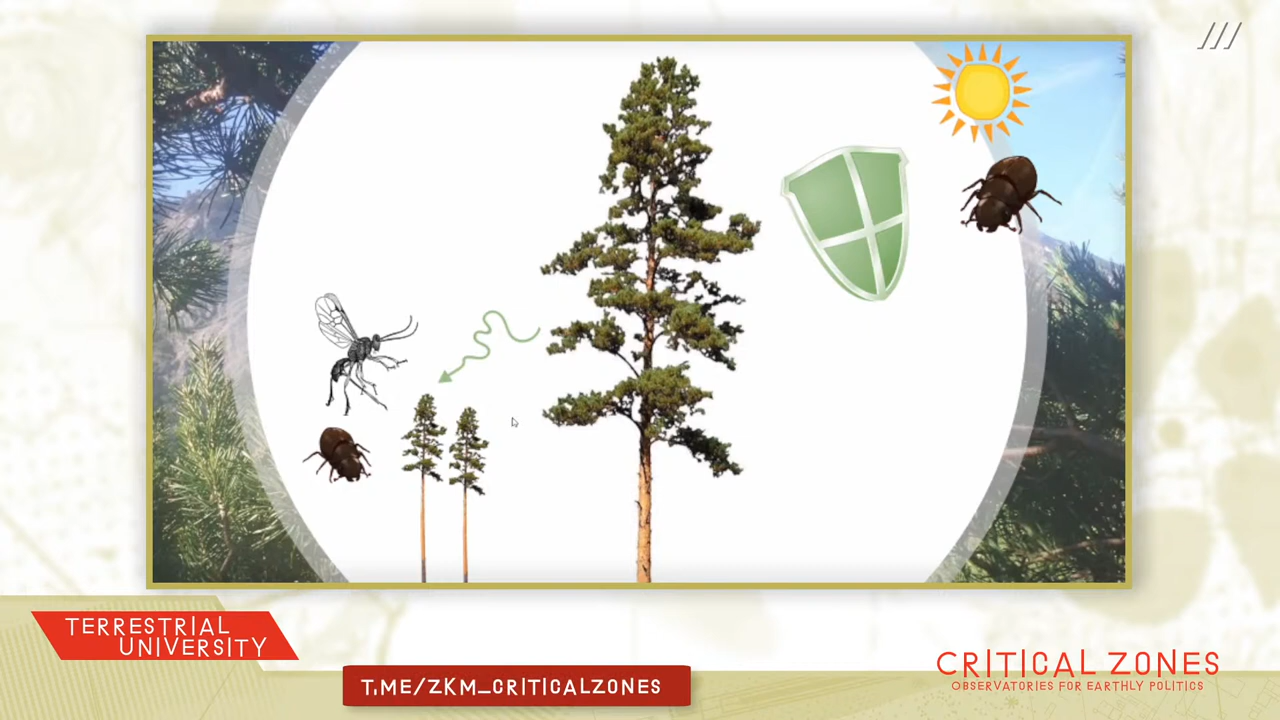 ///
TERRESTRIAL
UNIVERSITY
T.ME/ZKM_CRITICALZONES
CRITICAL ZONES
OBSERVATORIES FOR EARTHLY POLITICS